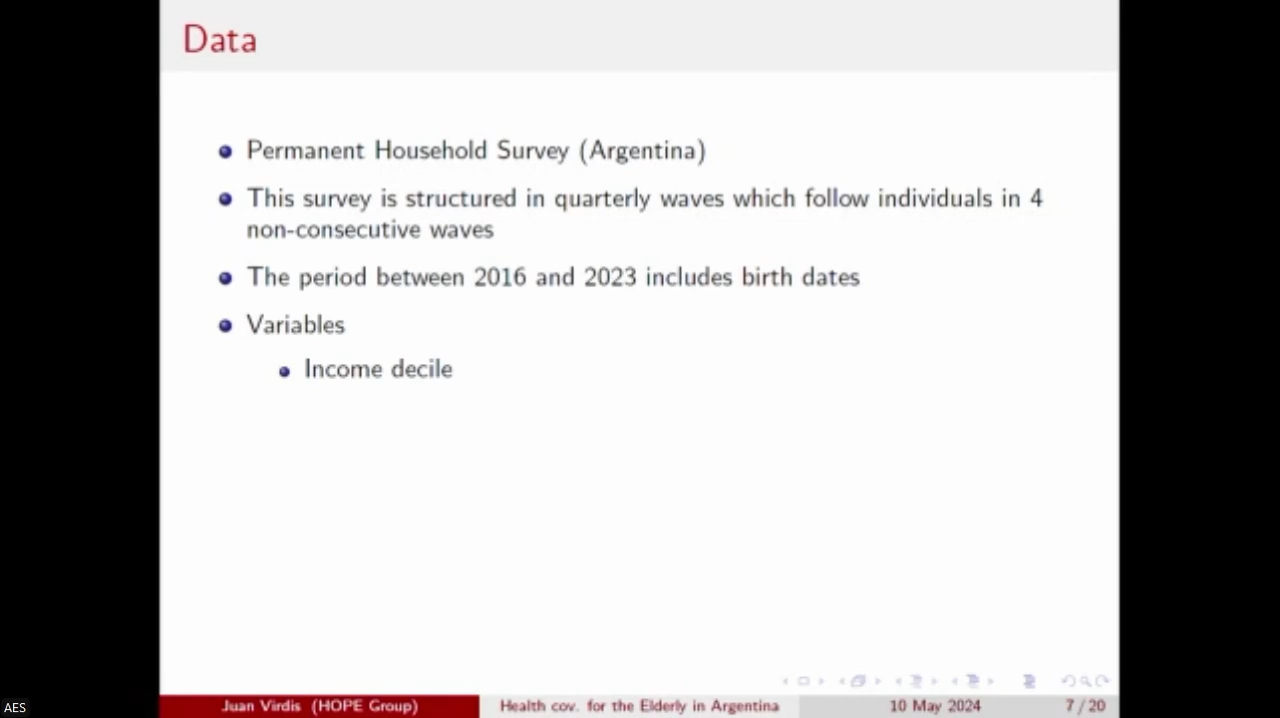 Data
Permanent Household Survey (Argentina)
This survey is structured in quarterly waves which follow individuals in 4
non-consecutive waves
The period between 2016 and 2023 includes birth dates
Variables
Income decile
AES
Juan Virdis (HOPE Group)
Health cov. for the Elderly in Argentina
10 May 2024
7 / 20